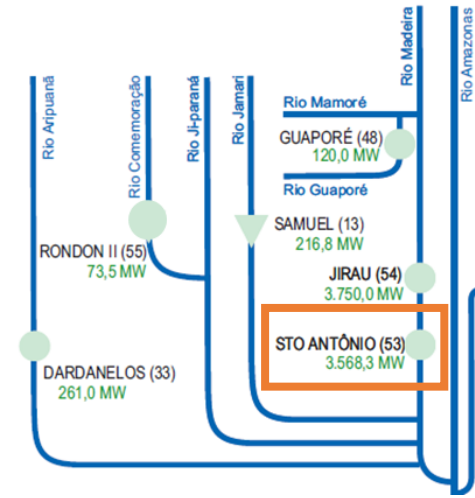 Rio Aripuanã
Rio Comemoração
Rio Ji-paraná
Rio Jamari
Rio Madeira
Rio Amazonas
Rio Mamoré
GUAPORÉ (48)
120,0 MW
Rio Guaporé
SAMUEL (13)
216,8 MW
RONDON II (55)
73,5 MW
JIRAU (54)
3.750,0 MW
STO ANTÔNIO (53)
3.568,3 MW
DARDANELOS (33)
261,0 MW